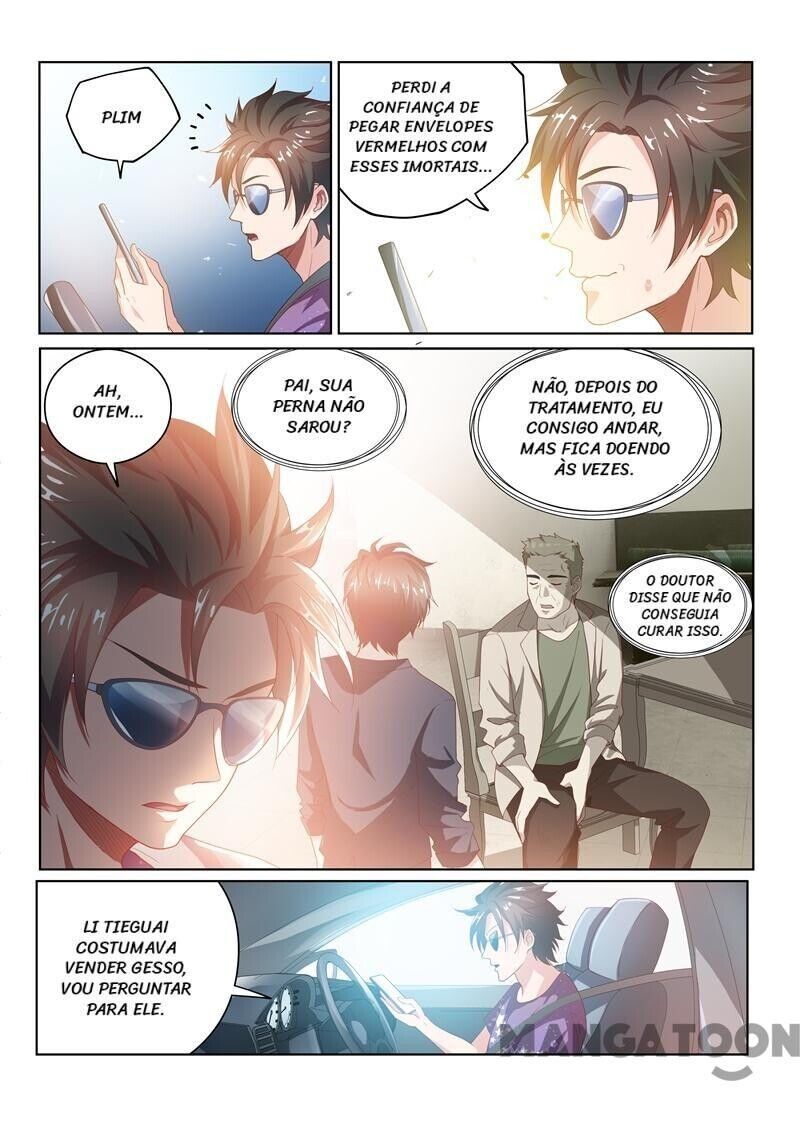 PLIM
PERDI A
CONFIANÇA DE
PEGAR ENVELOPES
VERMELHOS COM
ESSES IMORTAIS...
AH,
ONTEM...
PAI, SUA
PERNA NÃO
SAROU?
NÃO, DEPOIS DO
TRATAMENTO, EU
CONSIGO ANDAR,
MAS FICA DOENDO
ÀS VEZES.
O DOUTOR
DISSE QUE NÃO
CONSEGUIA
CURAR ISSO.
LI TIEGUAI
COSTUMAVA
VENDER GESSO,
VOU PERGUNTAR
PARA ELE.
MANGATOON